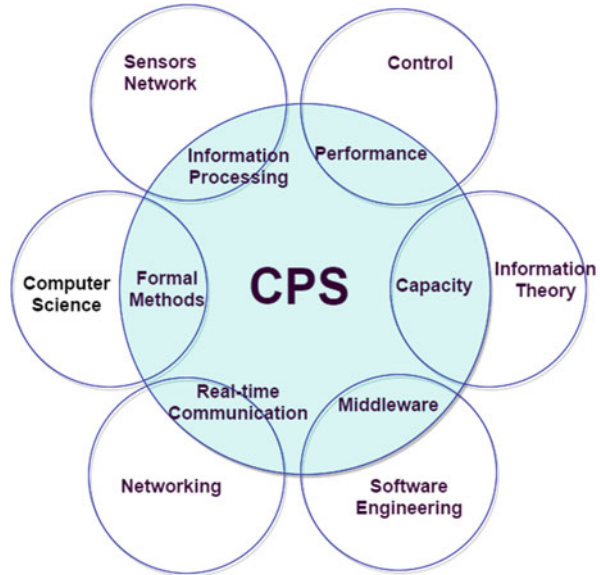 Sensors
Network
Control
Information
Processing
Performance
Computer
Science
Formal
Methods
CPS
Capacity
Information
Theory
Real-time
Communication
Middleware
Networking
Software
Engineering